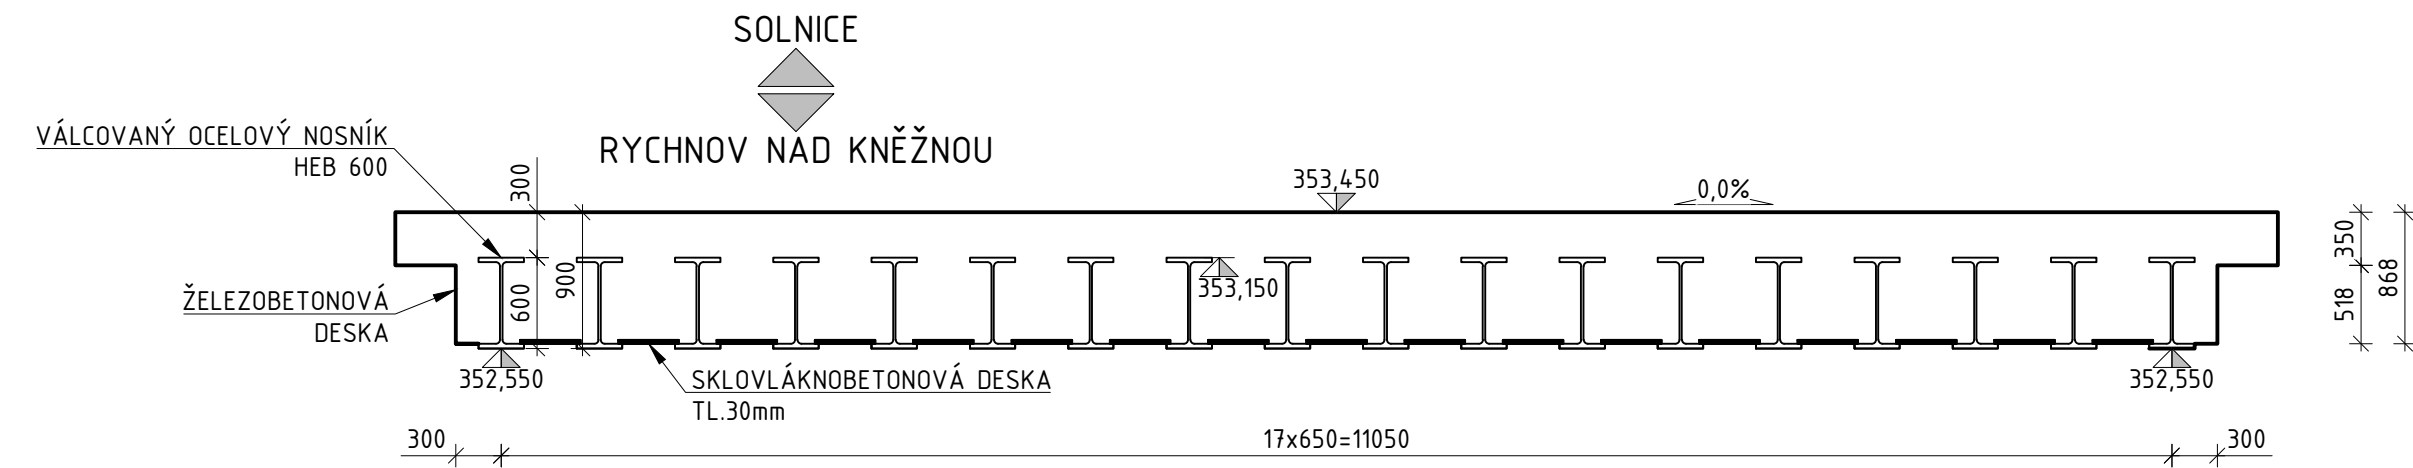 SOLNICE
RYCHNOV NAD KNĚŽNOU
VÁLCOVANÝ OCELOVÝ NOSNÍK
HEB 600
300
353,450
0,0%
350
900
600
353,150
868
518
ŽELEZOBETONOVÁ
DESKA
352,550
SKLOVLÁKNOBETONOVÁ DESKA
TL.30mm
352,550
300
17x650=11050
300